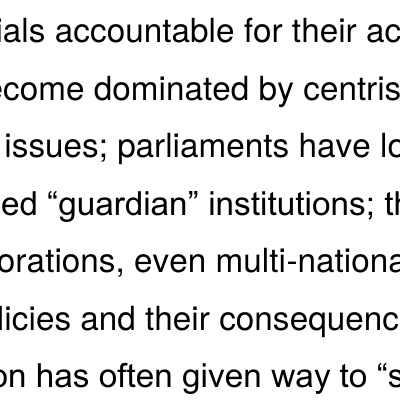 ials accountable for their ac
ecome dominated by centris
issues; parliaments have lo
ed “guardian” institutions; th
orations, even multi-nationa
licies and their consequenc
on has often given way to “s